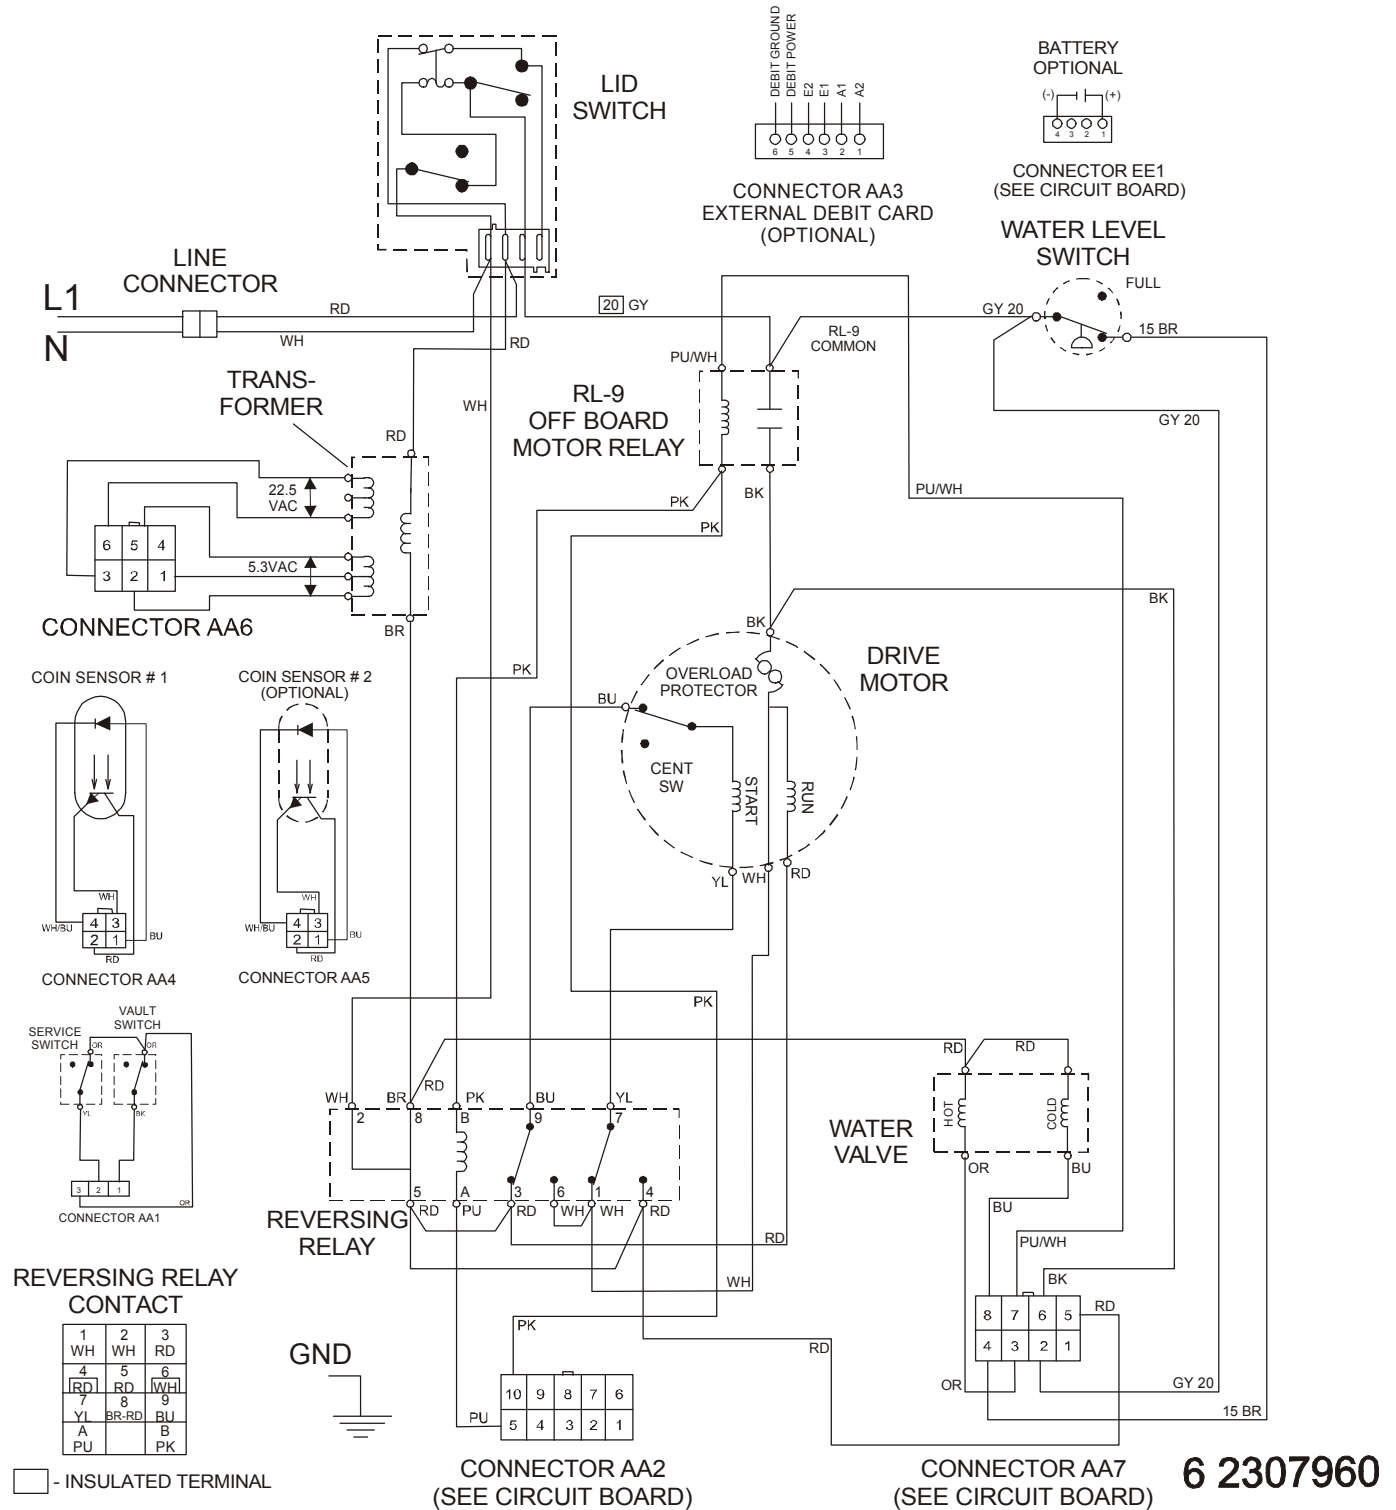 LID
SWITCH
DEBIT GROUND
DEBIT POWER
E2
E1
A1
A2
6 5 4 3 2 1
CONNECTOR AA3
EXTERNAL DEBIT CARD
(OPTIONAL)
BATTERY
OPTIONAL
(-) (+)
4 3 2 1
CONNECTOR EE1
(SEE CIRCUIT BOARD)
WATER LEVEL
SWITCH
FULL
GY 20
15 BR
GY 20
LINE
CONNECTOR
L1
N
RD
WH
RD
WH
20 GY
RL-9
COMMON
PU/WH
RL-9
OFF BOARD
MOTOR RELAY
PK
PK
BK
PU/WH
TRANS-
FORMER
RD
22.5
VAC
5.3VAC
6 5 4
3 2 1
CONNECTOR AA6
BR
PK
BK
BK
DRIVE
MOTOR
OVERLOAD
PROTECTOR
BU
CENT
SW
START
RUN
YL
WH
RD
COIN SENSOR # 1
WH
WH/BU
4 3
2 1
BU
RD
CONNECTOR AA4
COIN SENSOR # 2
(OPTIONAL)
WH
WH/BU
4 3
2 1
BU
RD
CONNECTOR AA5
VAULT
SWITCH
SERVICE
SWITCH
OR
OR
YL
BK
3 2 1
OR
CONNECTOR AA1
PK
RD
RD
RD
WH BR PK BU YL
2 8 B 9 7
5 A 3 6 1 4
RD PU RD WH WH RD
REVERSING
RELAY
RD
WH
HOT
COLD
WATER
VALVE
OR
BU
BU
PU/WH
BK
RD
8 7 6 5
4 3 2 1
OR
GY 20
15 BR
RD
CONNECTOR AA7
(SEE CIRCUIT BOARD)
REVERSING RELAY
CONTACT
1 2 3
WH WH RD
4 5 6
RD RD WH
7 8 9
YL BR-RD BU
A B
PU PK
- INSULATED TERMINAL
GND
PK
PU
10 9 8 7 6
5 4 3 2 1
CONNECTOR AA2
(SEE CIRCUIT BOARD)
6 2307960